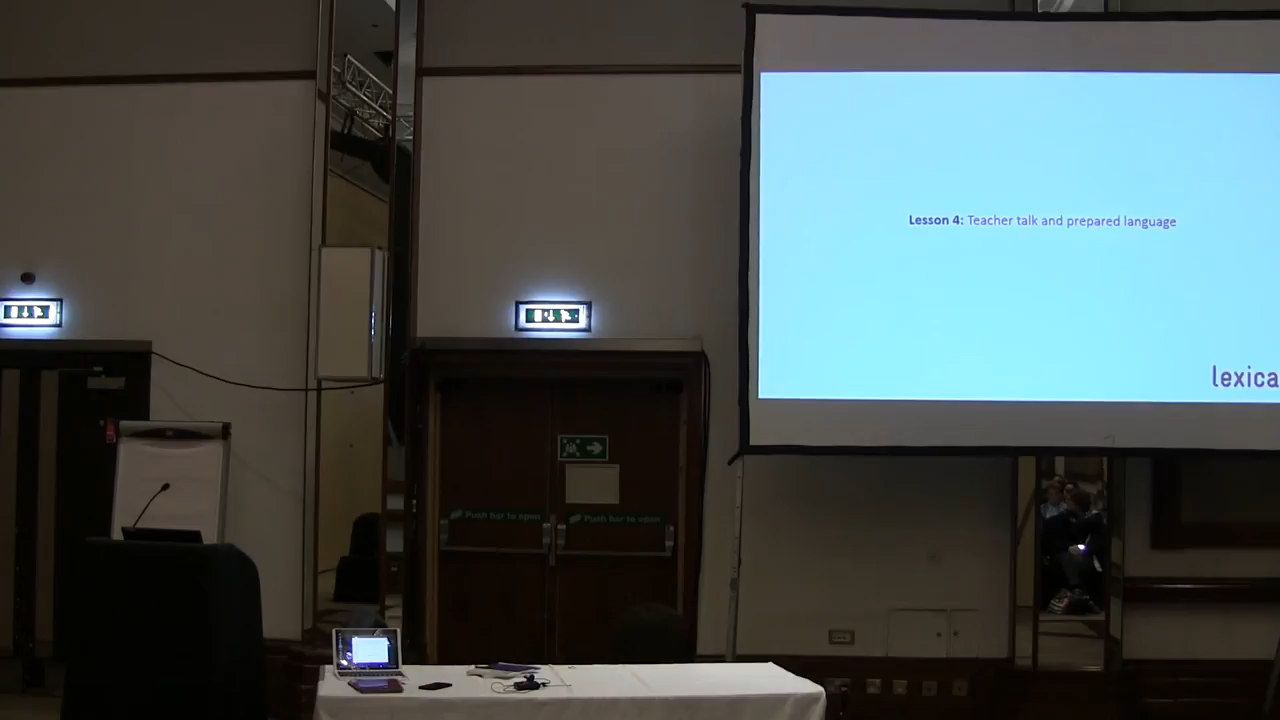 Lesson 4: Teacher talk and prepared language
lexica
Push bar to open
Push bar to open